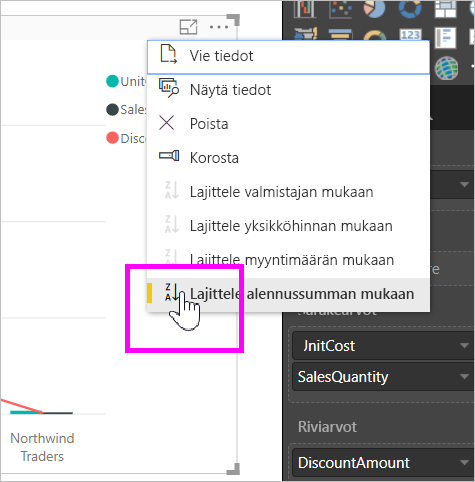 Vie tiedot
Näytä tiedot
Poista
Korosta
Lajittele valmistajan mukaan
Lajittele yksikköhinnan mukaan
Lajittele myyntimäärän mukaan
Lajittele alennussumman mukaan
Unit
Sales
Disco
Northwind
Traders
123
Sarakearvot
UnitCost
SalesQuantity
Riviarvot
DiscountAmount